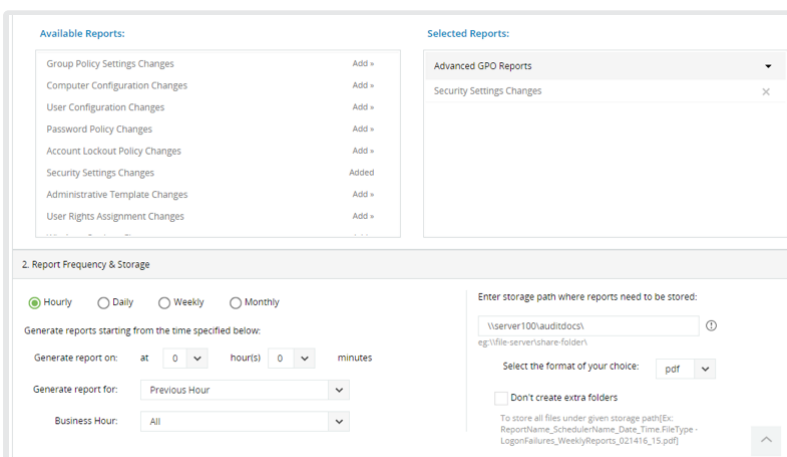 Available Reports:
Selected Reports:
Group Policy Settings Changes Add »
Computer Configuration Changes Add »
User Configuration Changes Add »
Password Policy Changes Add »
Account Lockout Policy Changes Add »
Security Settings Changes Added
Administrative Template Changes Add »
User Rights Assignment Changes Add »
Advanced GPO Reports
Security Settings Changes
2. Report Frequency & Storage
Hourly Daily Weekly Monthly
Generate reports starting from the time specified below:
Generate report on: at 0 hour(s) 0 minutes
Generate report for: Previous Hour
Business Hour: All
Enter storage path where reports need to be stored:
\\server100\auditdocs\
eg:\\file-server\share-folder\
Select the format of your choice: pdf
Don't create extra folders
To store all files under given storage path[Ex:
ReportName_SchedulerName_Date_Time.FileType -
LogonFailures_WeeklyReports_021416_15.pdf]